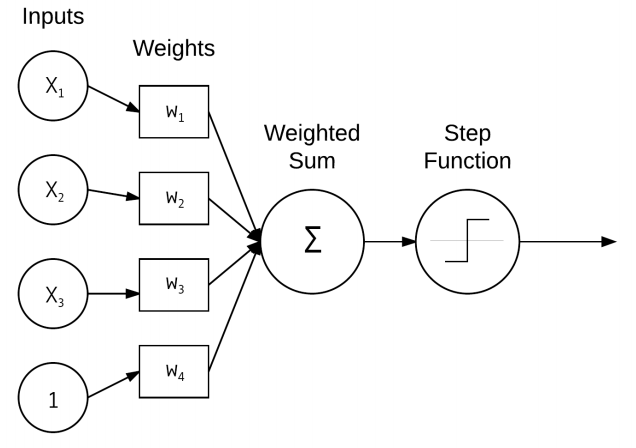 Inputs
Weights
X₁
w₁
Weighted
Sum
Step
Function
X₂
w₂
Σ
X₃
w₃
1
w₄